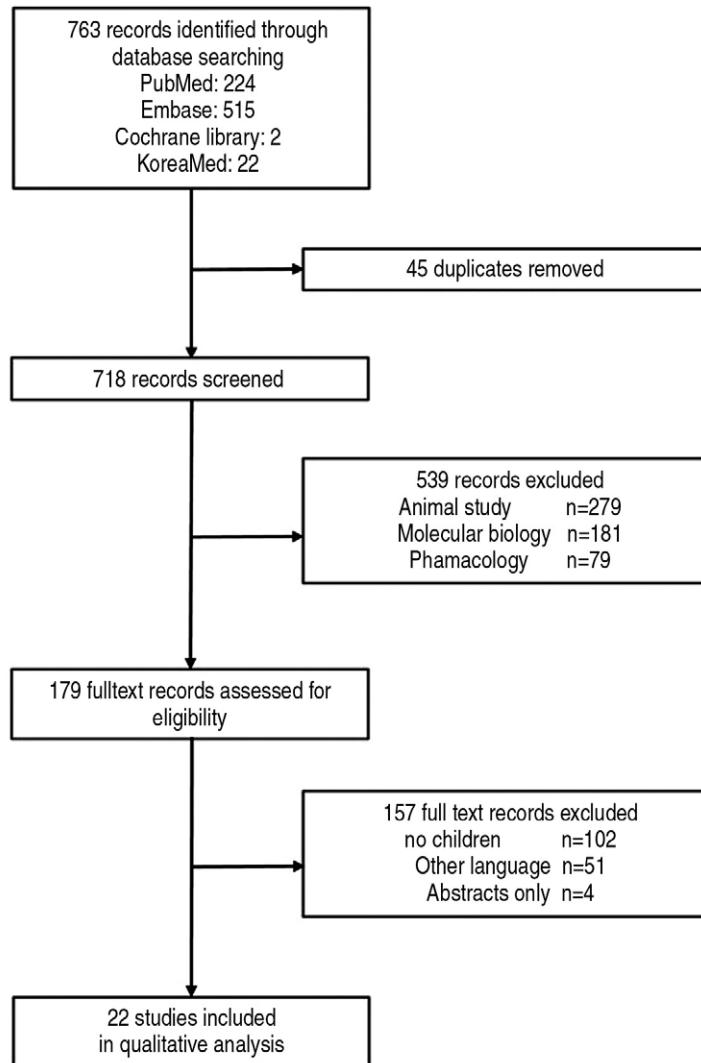 763 records identified through
database searching
PubMed: 224
Embase: 515
Cochrane library: 2
KoreaMed: 22
45 duplicates removed
718 records screened
539 records excluded
Animal study n=279
Molecular biology n=181
Phamacology n=79
179 fulltext records assessed for
eligibility
157 full text records excluded
no children n=102
Other language n=51
Abstracts only n=4
22 studies included
in qualitative analysis